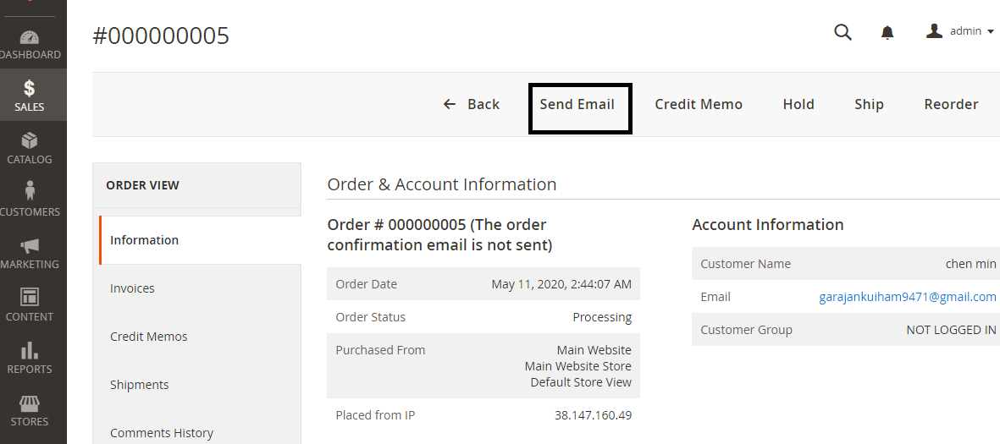 #000000005
admin
DASHBOARD
SALES
CATALOG
CUSTOMERS
MARKETING
CONTENT
REPORTS
STORES
Back
Send Email
Credit Memo
Hold
Ship
Reorder
ORDER VIEW
Information
Invoices
Credit Memos
Shipments
Comments History
Order & Account Information
Order # 000000005 (The order
confirmation email is not sent)
Order Date May 11, 2020, 2:44:07 AM
Order Status Processing
Purchased From Main Website
Main Website Store
Default Store View
Placed from IP 38.147.160.49
Account Information
Customer Name chen min
Email garajankuiham9471@gmail.com
Customer Group NOT LOGGED IN